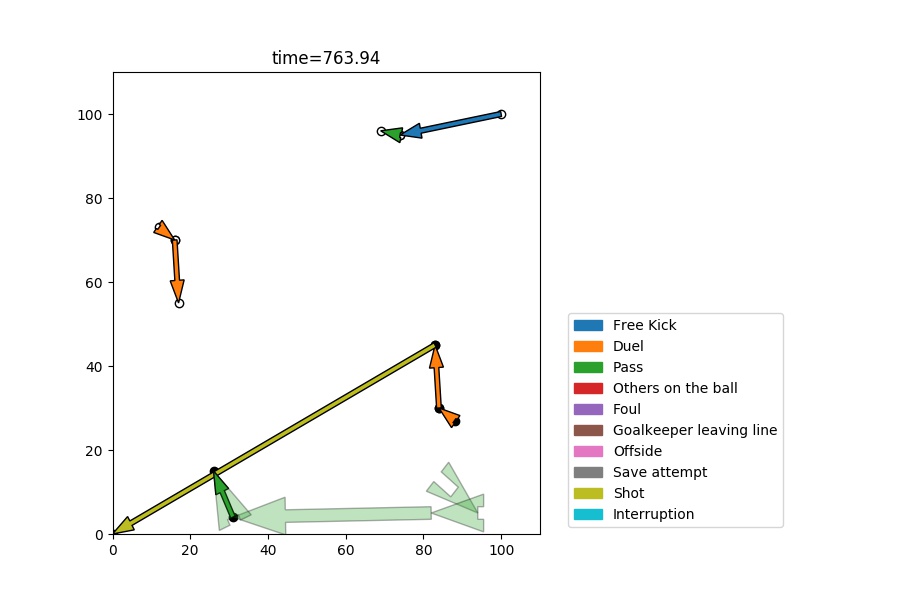 time=763.94
100
80
60
40
20
0
0 20 40 60 80 100
Free Kick
Duel
Pass
Others on the ball
Foul
Goalkeeper leaving line
Offside
Save attempt
Shot
Interruption